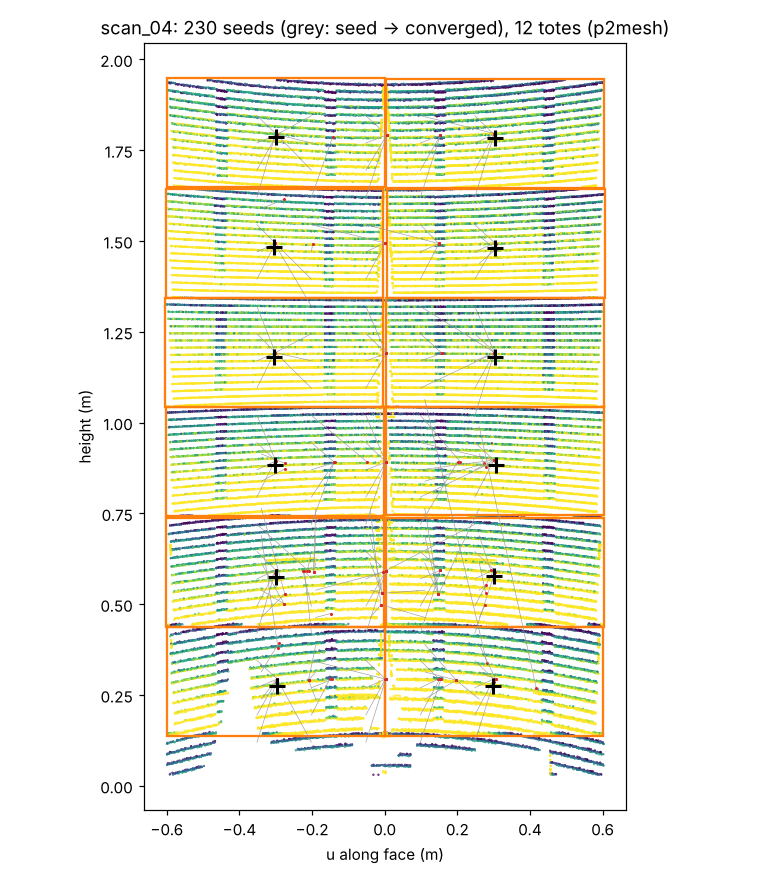 scan_04: 230 seeds (grey: seed → converged), 12 totes (p2mesh)
2.00
1.75
1.50
1.25
1.00
0.75
0.50
0.25
0.00
height (m)
−0.6 −0.4 −0.2 0.0 0.2 0.4 0.6
u along face (m)